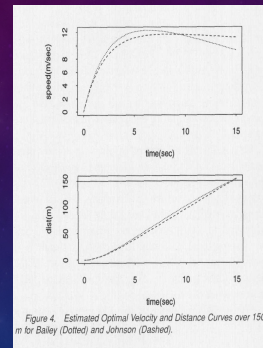 speed(m/sec)
12
10
8
6
4
2
0
0 5 10 15
time(sec)
dist(m)
150
100
50
0
0 5 10 15
time(sec)
Figure 4. Estimated Optimal Velocity and Distance Curves over 150
m for Bailey (Dotted) and Johnson (Dashed).